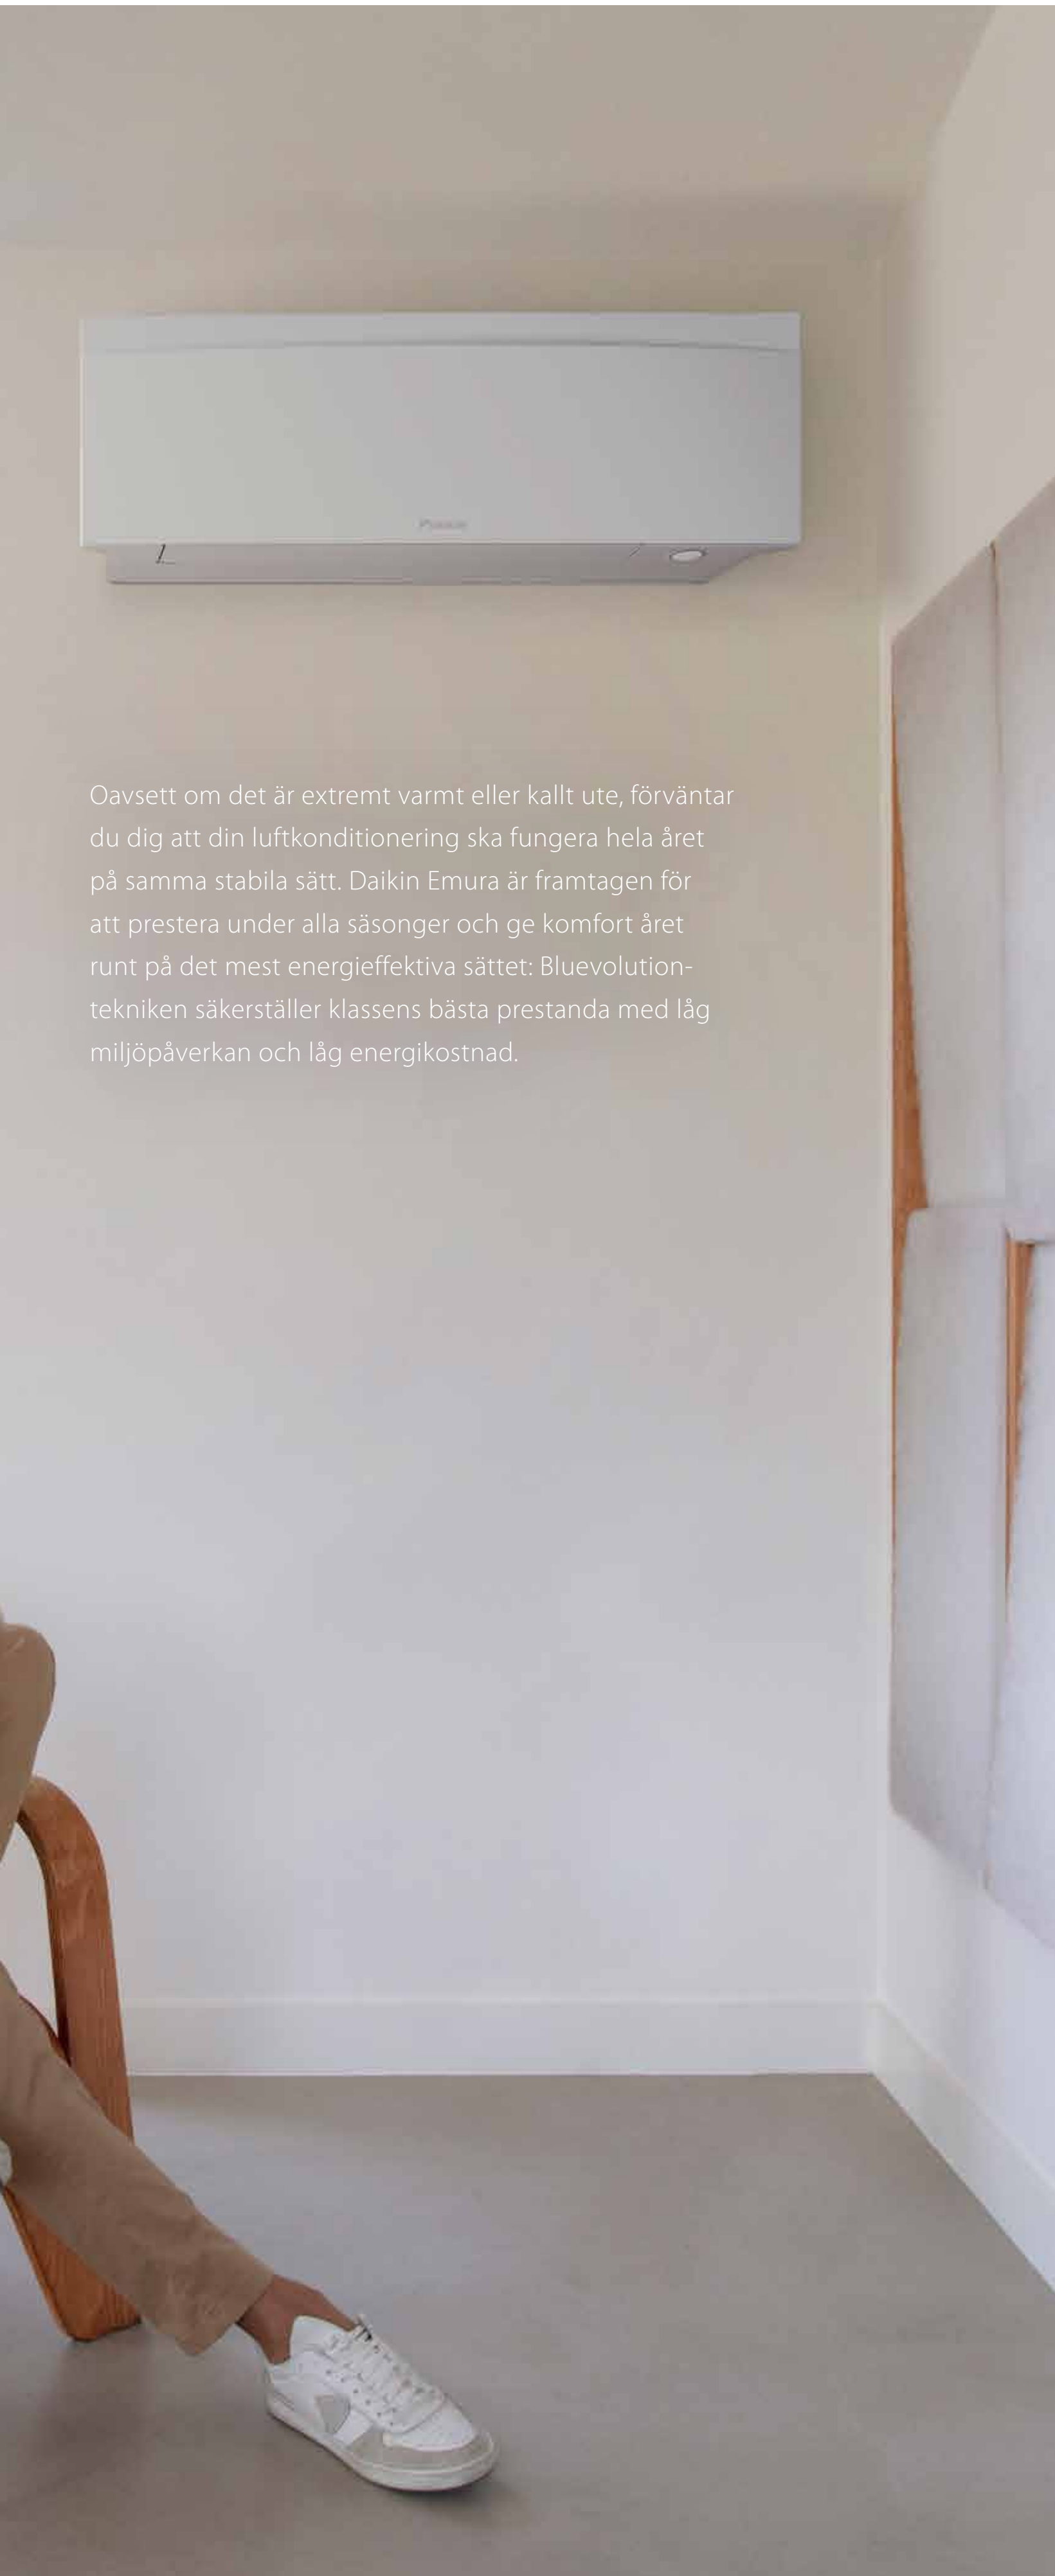 Oavsett om det är extremt varmt eller kallt ute, förväntar
du dig att din luftkonditionering ska fungera hela året
på samma stabila sätt. Daikin Emura är framtagen för
att prestera under alla säsonger och ge komfort året
runt på det mest energieffektiva sättet: Bluevolution-
tekniken säkerställer klassens bästa prestanda med låg
miljöpåverkan och låg energikostnad.